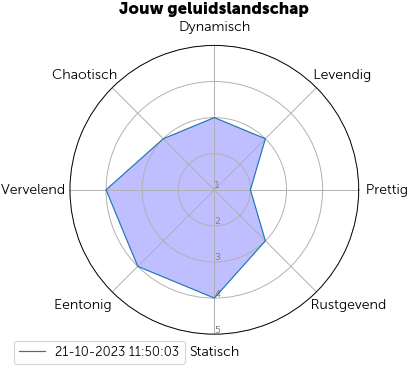 Jouw geluidslandschap
Dynamisch
Chaotisch
Levendig
Vervelend
Prettig
1
2
3
4
5
Eentonig
Rustgevend
Statisch
21-10-2023 11:50:03